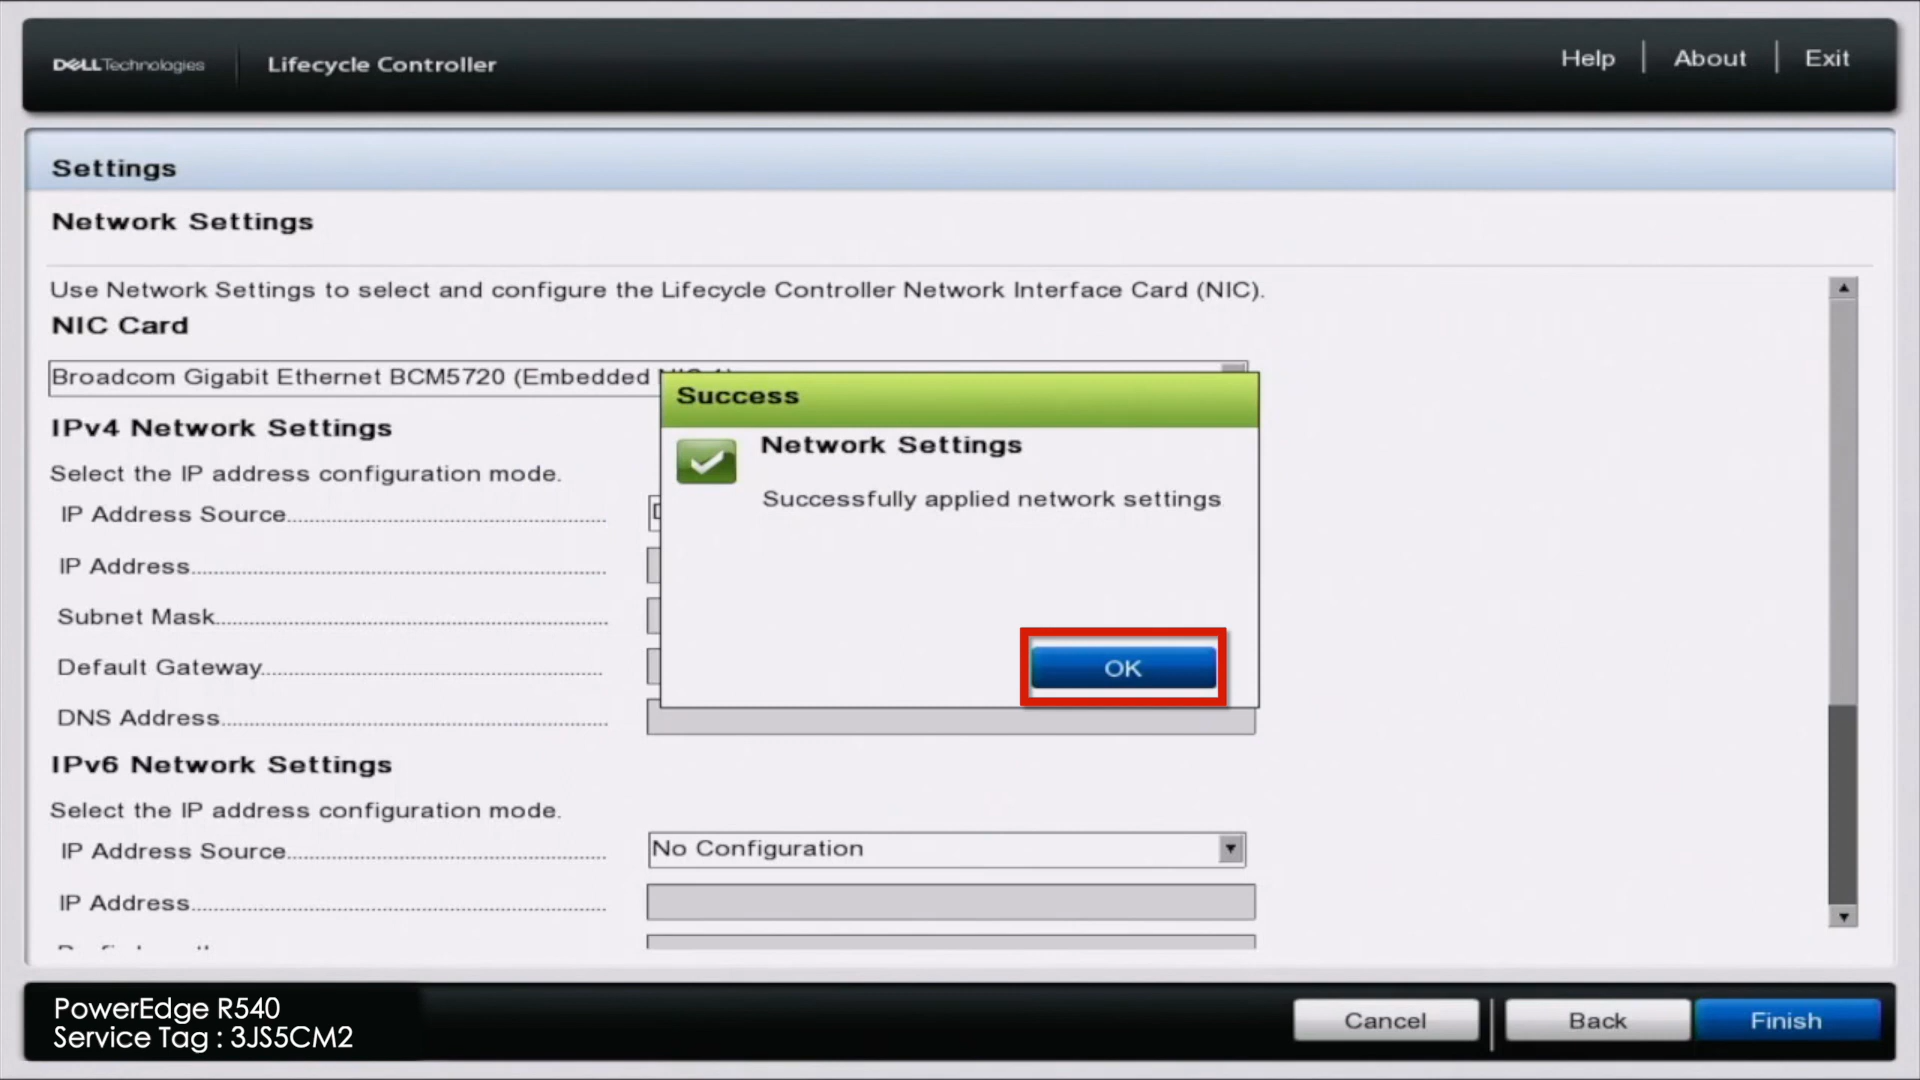 DELL Technologies
Lifecycle Controller
Help
About
Exit
Settings
Network Settings
Use Network Settings to select and configure the Lifecycle Controller Network Interface Card (NIC).
NIC Card
Broadcom Gigabit Ethernet BCM5720 (Embedded
Success
Network Settings
Successfully applied network settings
OK
IPv4 Network Settings
Select the IP address configuration mode.
IP Address Source
IP Address
Subnet Mask
Default Gateway
DNS Address
IPv6 Network Settings
Select the IP address configuration mode.
IP Address Source
No Configuration
IP Address
PowerEdge R540
Service Tag : 3JS5CM2
Cancel
Back
Finish